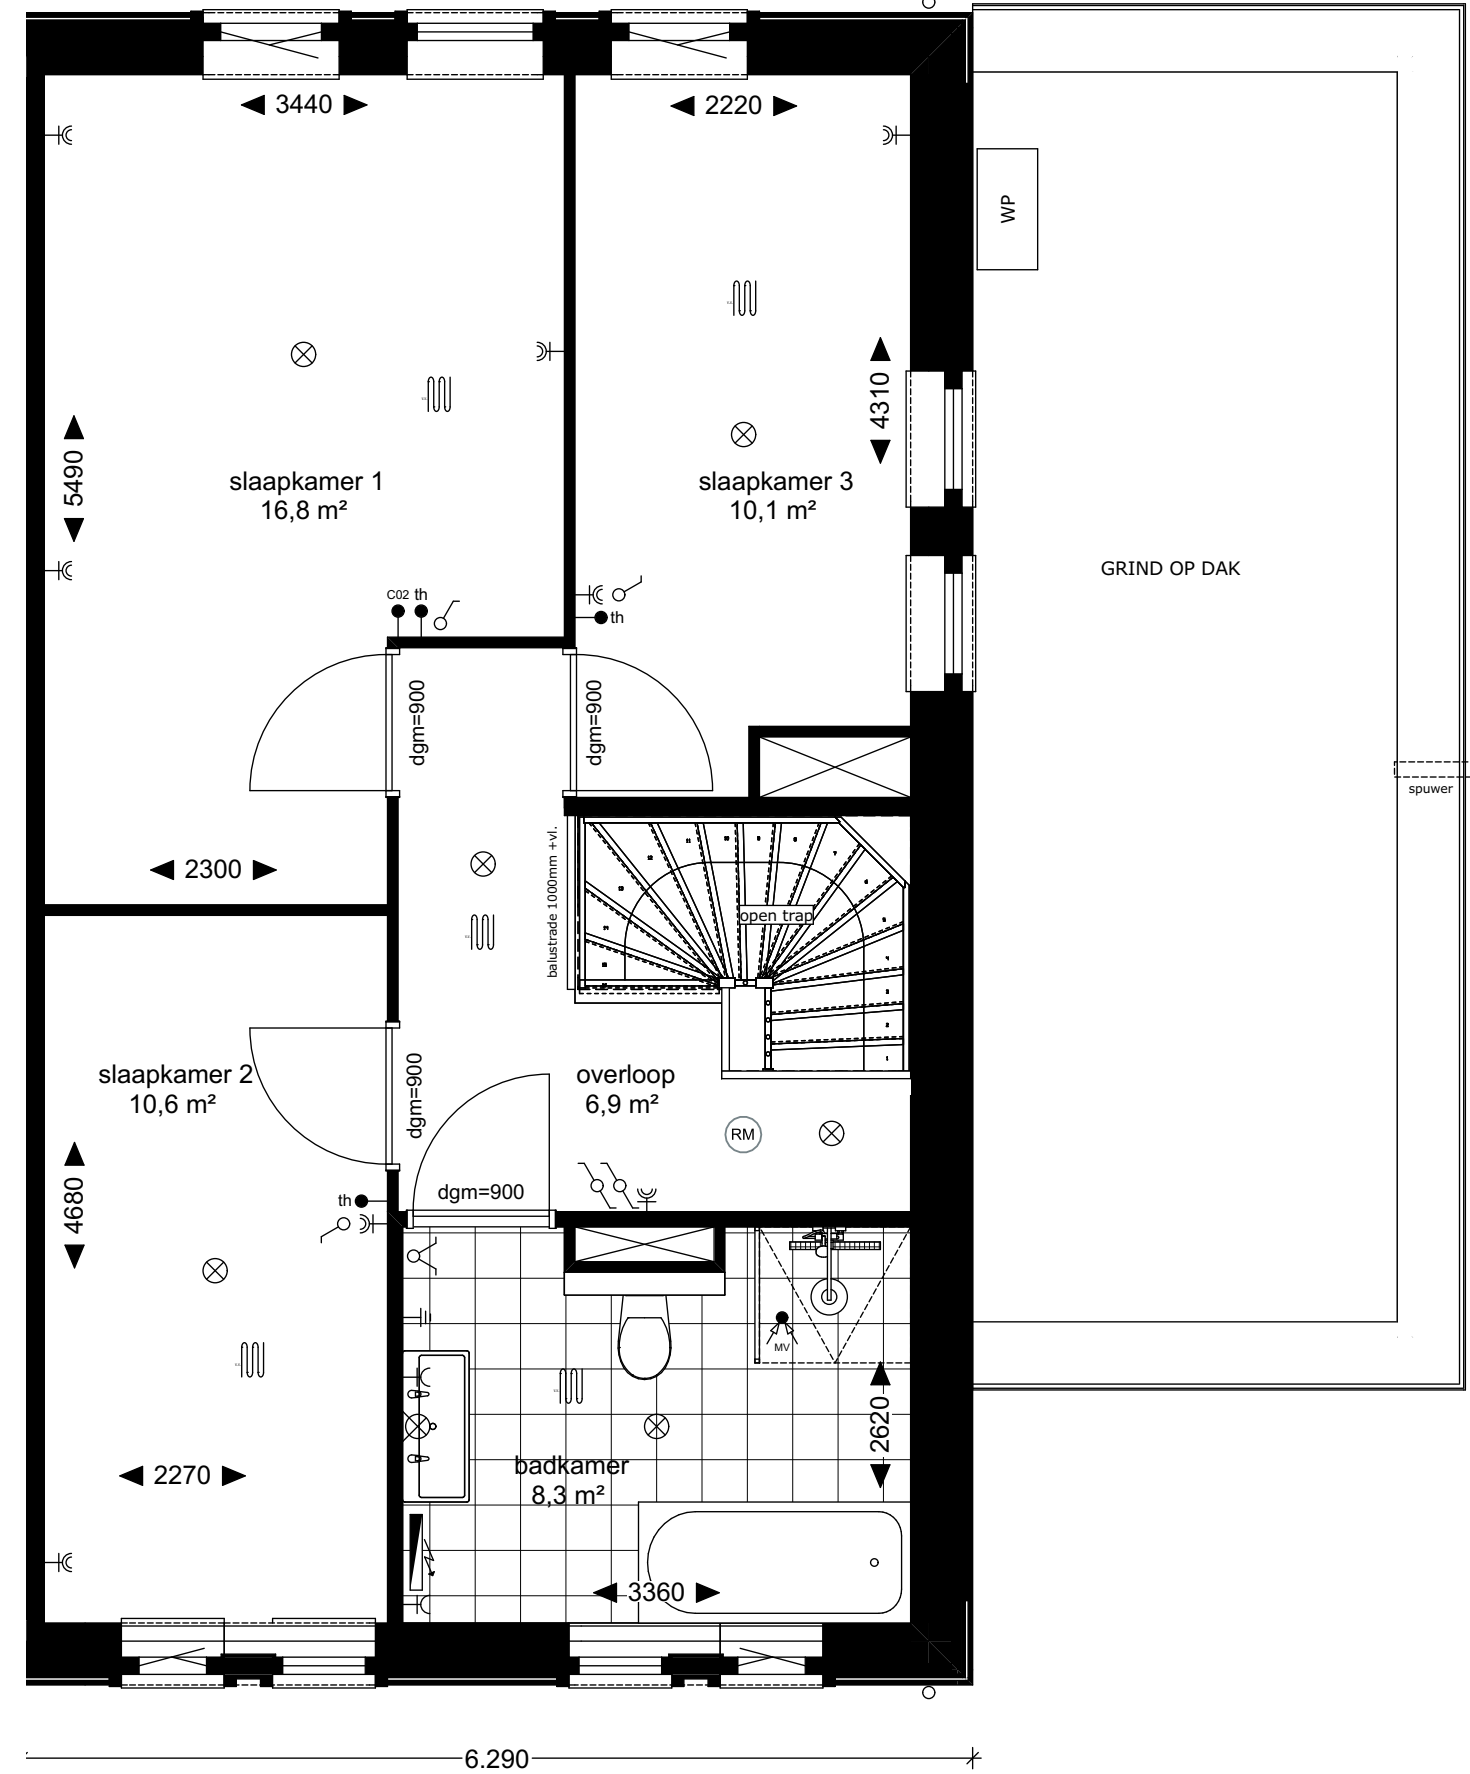 3440
2220
WP
4310
5490
slaapkamer 1
16,8 m²
slaapkamer 3
10,1 m²
GRIND OP DAK
C02 th
th
dgm=900
dgm=900
spuwer
2300
balustrade 1000mm +vl.
open trap
slaapkamer 2
10,6 m²
dgm=900
overloop
6,9 m²
RM
4680
th
dgm=900
MV
2620
badkamer
8,3 m²
2270
3360
6.290